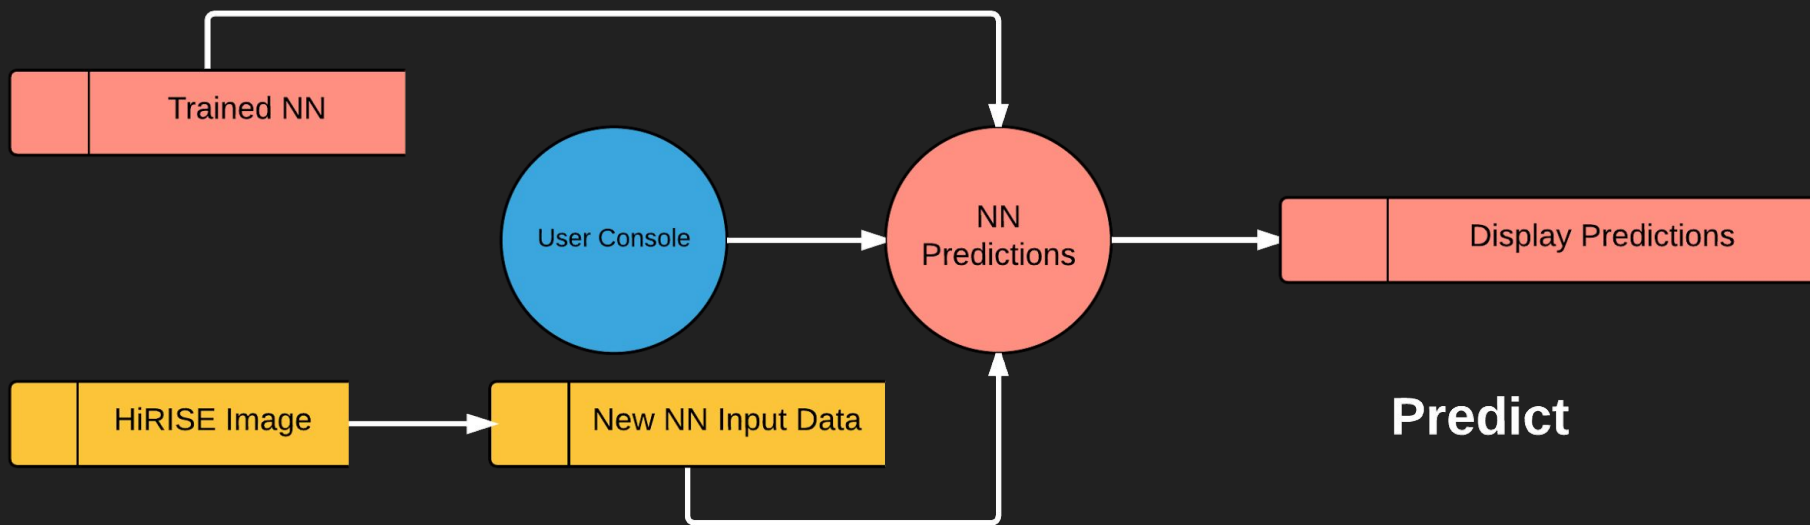 Trained NN
User Console
NN
Predictions
Display Predictions
HiRISE Image
New NN Input Data
Predict